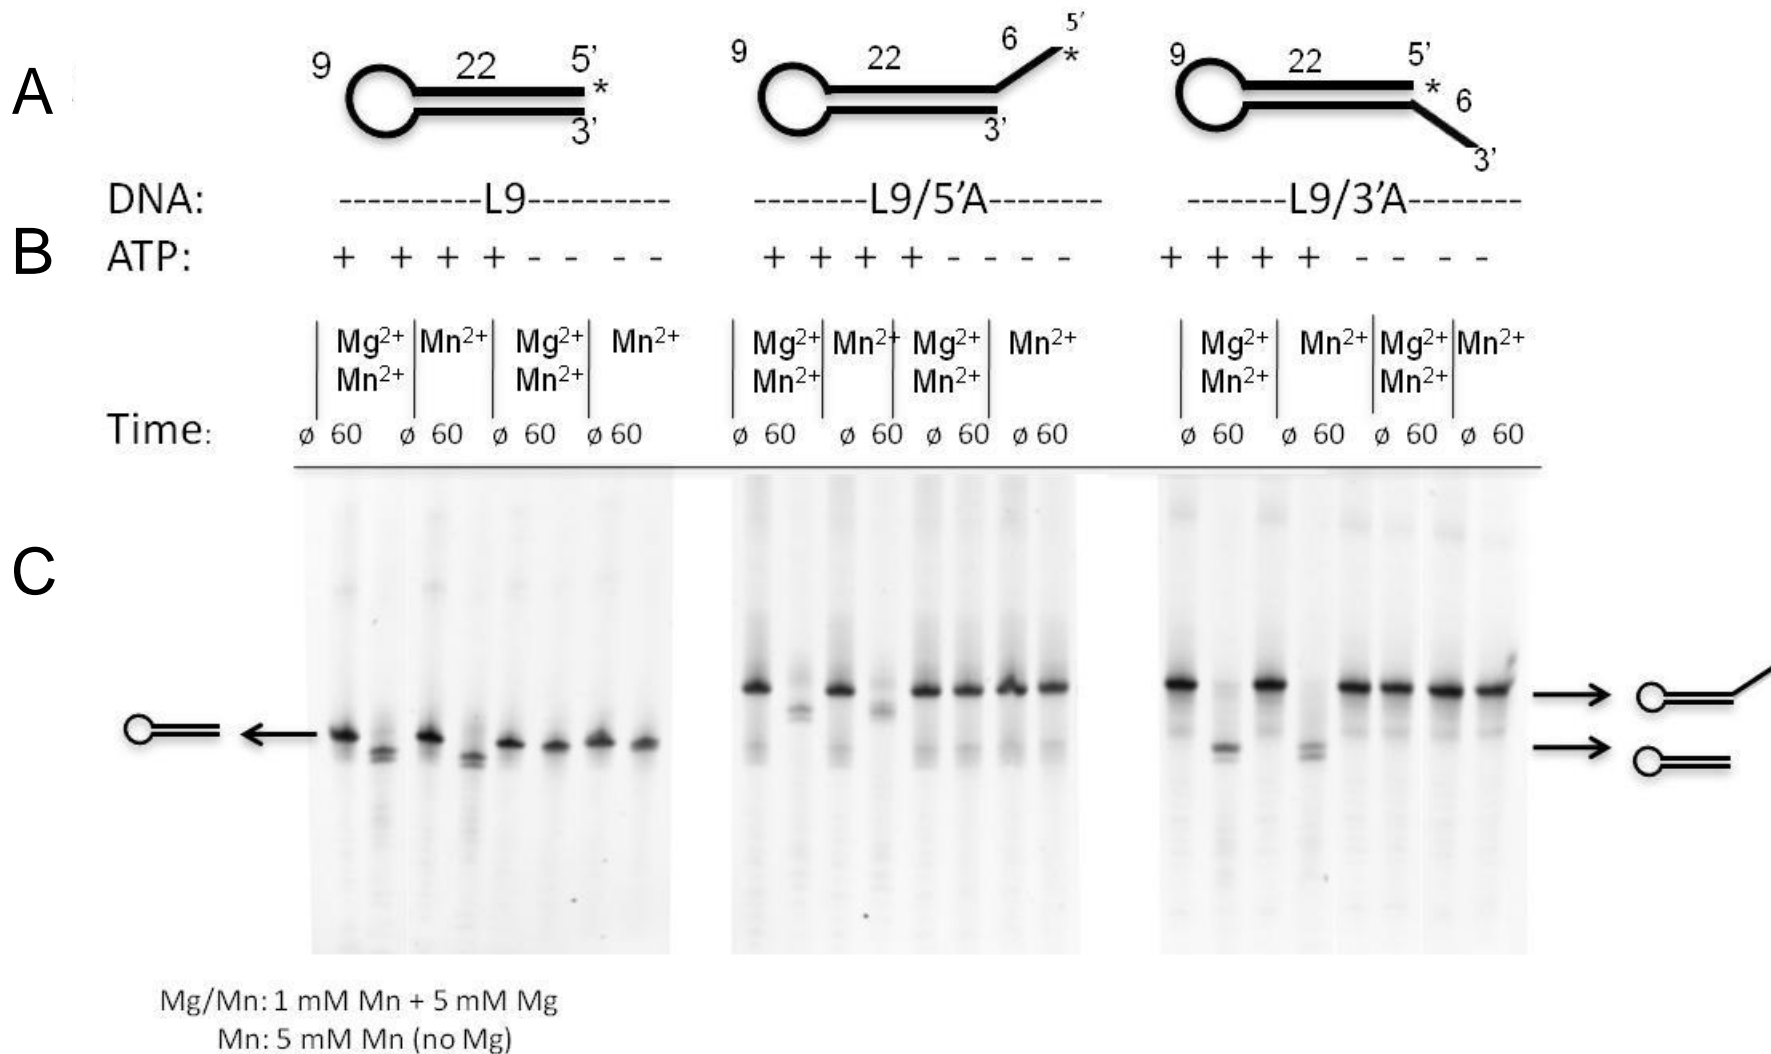 A
9 22 5' * 3'
9 22 6 5' * 3'
9 22 5' * 6 3'
DNA: ----------L9---------- --------L9/5'A-------- -------L9/3'A--------
B
ATP: + + + + - - - - + + + + - - - - + + + + - - - -
Mg2+ Mn2+ Mg2+ Mn2+ Mg2+ Mn2+ Mg2+ Mn2+ Mg2+ Mn2+ Mg2+ Mn2+
Mn2+ Mn2+ Mn2+ Mn2+ Mn2+ Mn2+
Time: ø 60 ø 60 ø 60 ø 60 ø 60 ø 60 ø 60 ø 60 ø 60 ø 60 ø 60 ø 60
C
Mg/Mn: 1 mM Mn + 5 mM Mg
Mn: 5 mM Mn (no Mg)